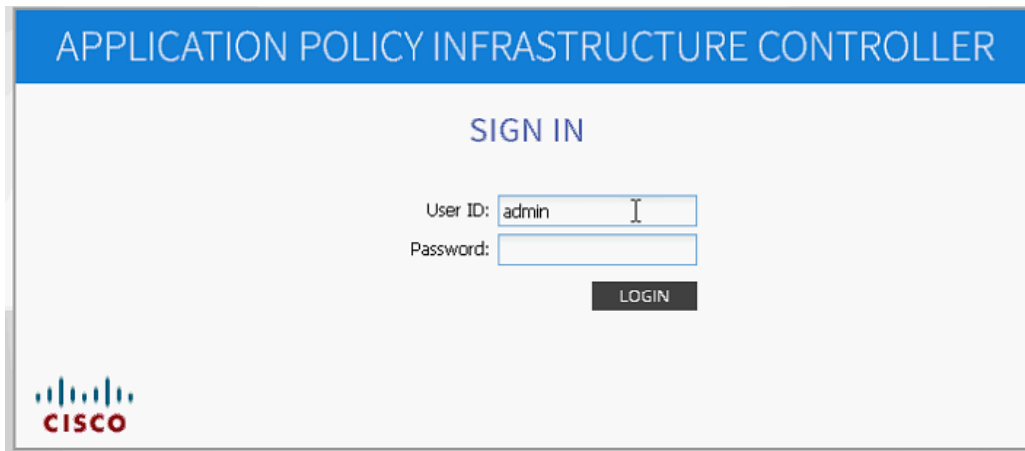 APPLICATION POLICY INFRASTRUCTURE CONTROLLER
SIGN IN
User ID: admin
Password:
LOGIN
CISCO